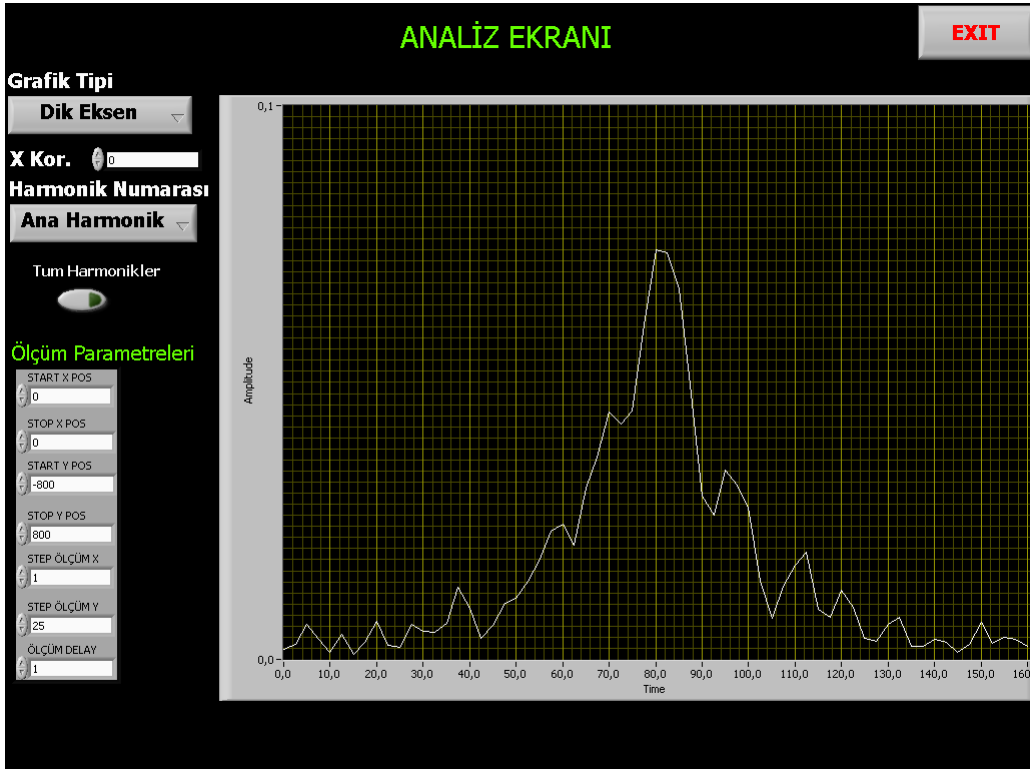 ANALİZ EKRANI
EXIT
Grafik Tipi
Dik Eksen
X Kor.
0
Harmonik Numarası
Ana Harmonik
Tum Harmonikler
Ölçüm Parametreleri
START X POS
0
STOP X POS
0
START Y POS
-800
STOP Y POS
800
STEP ÖLÇÜM X
1
STEP ÖLÇÜM Y
25
ÖLÇÜM DELAY
1
0,1
Amplitude
0,0
0,0 10,0 20,0 30,0 40,0 50,0 60,0 70,0 80,0 90,0 100,0 110,0 120,0 130,0 140,0 150,0 160
Time